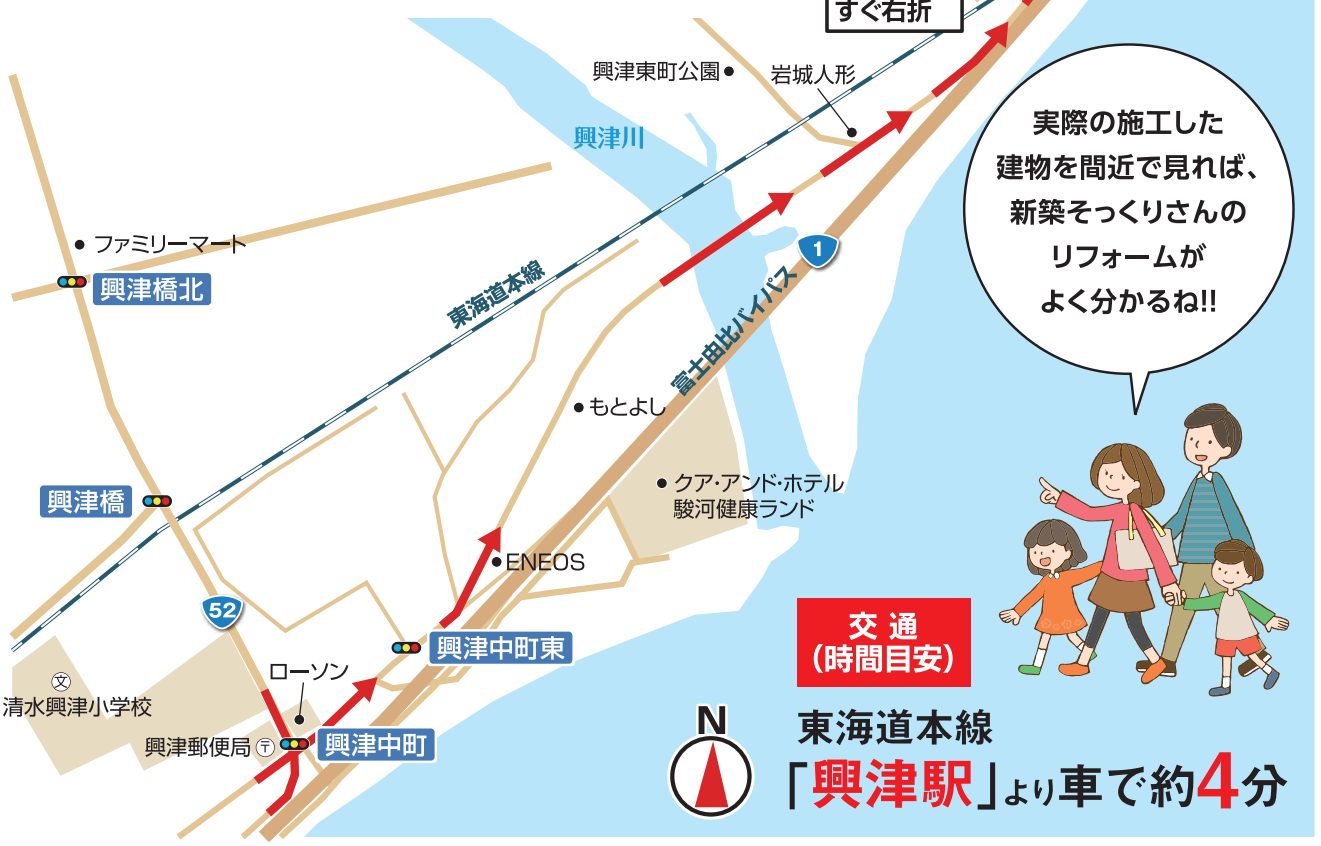 すぐ右折
興津東町公園
岩城人形
興津川
実際の施工した
建物を間近で見れば、
新築そっくりさんの
リフォームが
よく分かるね!!
ファミリーマート
1
興津橋北
東海道本線
富士由比バイパス
もとよし
クア・アンド・ホテル
駿河健康ランド
興津橋
ENEOS
52
興津中町東
交通
(時間目安)
ローソン
文
清水興津小学校
興津郵便局
〒
興津中町
N
東海道本線
「興津駅」より車で約4分